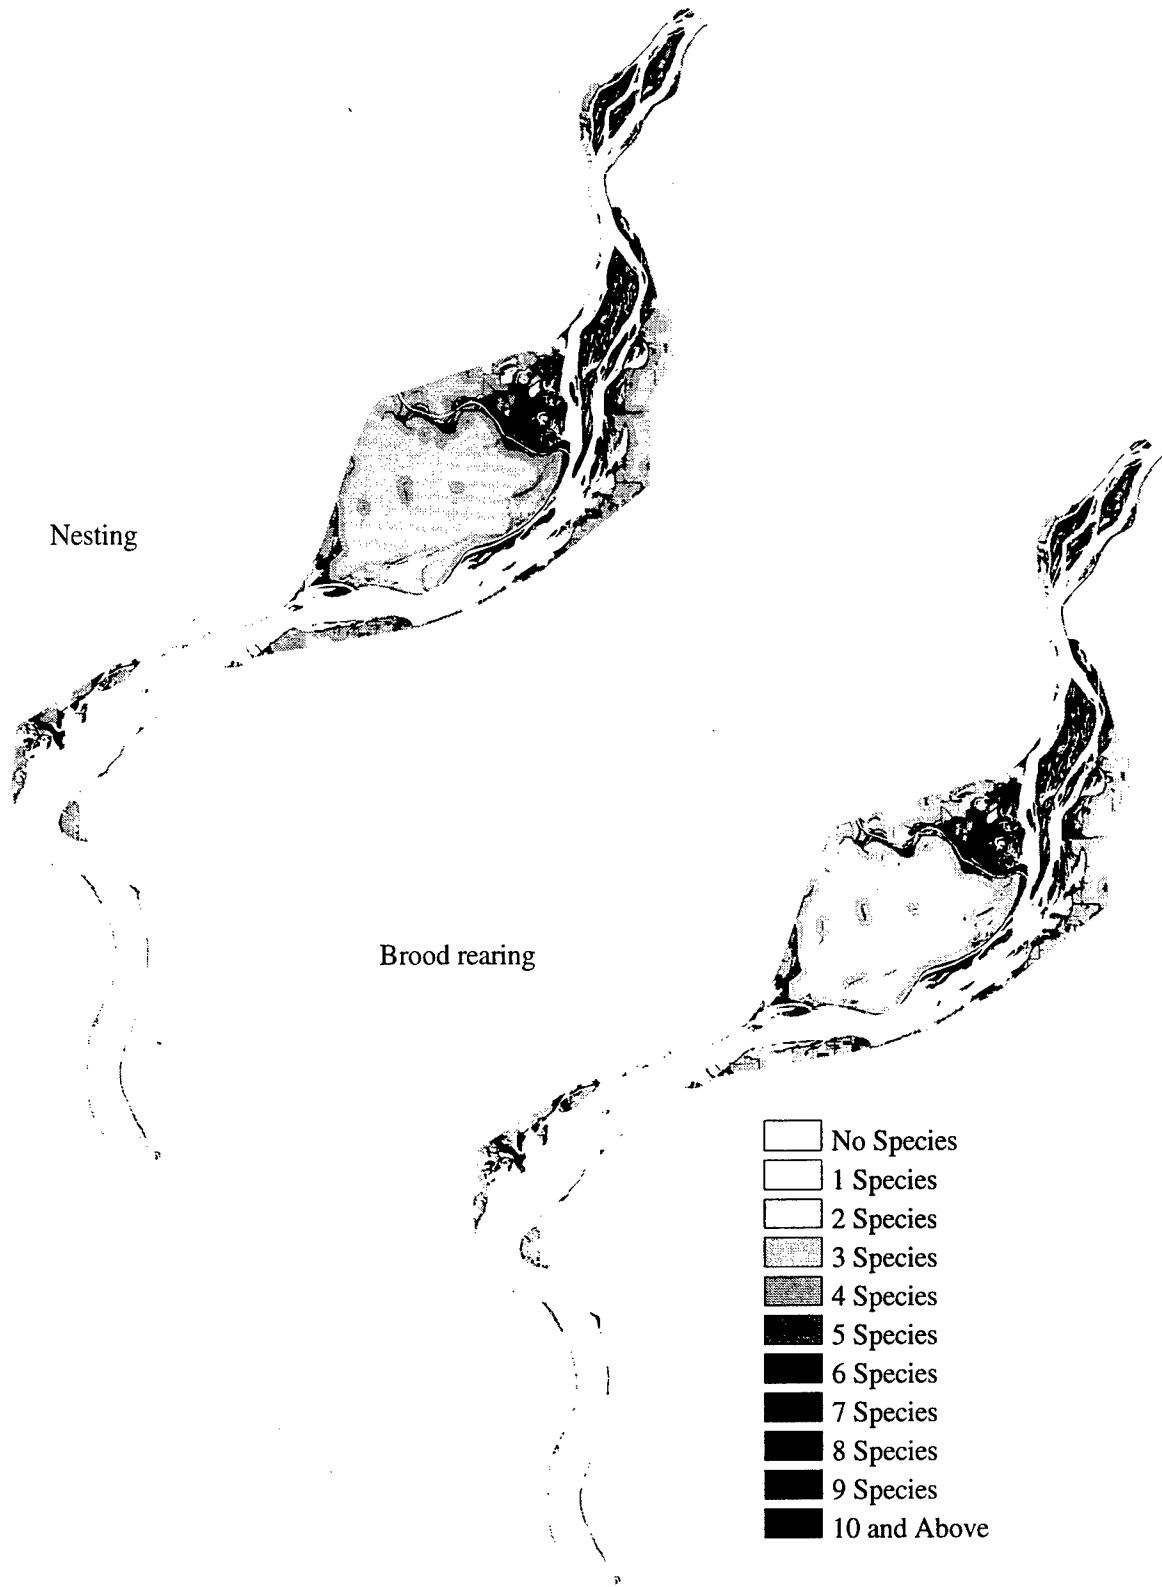 Nesting
Brood rearing
No Species
1 Species
2 Species
3 Species
4 Species
5 Species
6 Species
7 Species
8 Species
9 Species
10 and Above